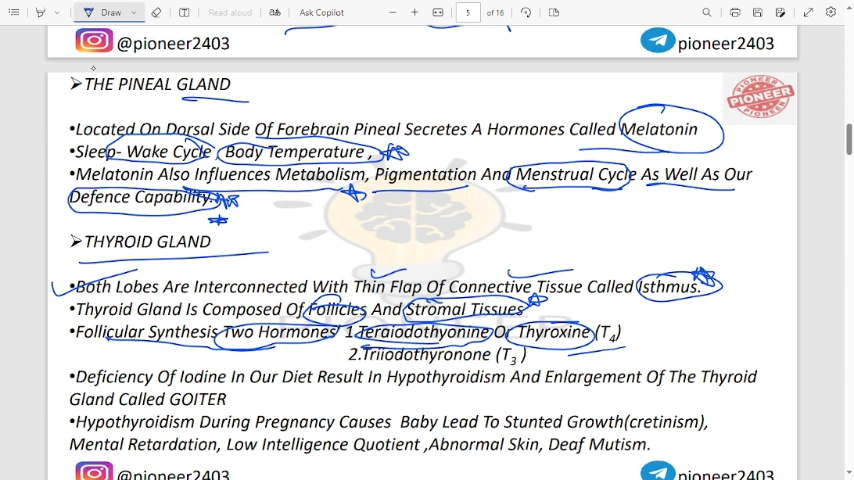 Draw
Read aloud
Ask Copilot
5
of 16
@pioneer2403
pioneer2403
➢THE PINEAL GLAND
PIONEER
PIONEER
•Located On Dorsal Side Of Forebrain Pineal Secretes A Hormones Called Melatonin
•Sleep- Wake Cycle , Body Temperature ,
•Melatonin Also Influences Metabolism, Pigmentation And Menstrual Cycle As Well As Our
Defence Capability.
➢THYROID GLAND
•Both Lobes Are Interconnected With Thin Flap Of Connective Tissue Called Isthmus.
•Thyroid Gland Is Composed Of Follicles And Stromal Tissues
•Follicular Synthesis Two Hormones 1.Teraiodothyonine Or Thyroxine (T4)
2.Triiodothyronone (T3 )
•Deficiency Of Iodine In Our Diet Result In Hypothyroidism And Enlargement Of The Thyroid
Gland Called GOITER
•Hypothyroidism During Pregnancy Causes Baby Lead To Stunted Growth(cretinism),
Mental Retardation, Low Intelligence Quotient ,Abnormal Skin, Deaf Mutism.
@pioneer2403
pioneer2403